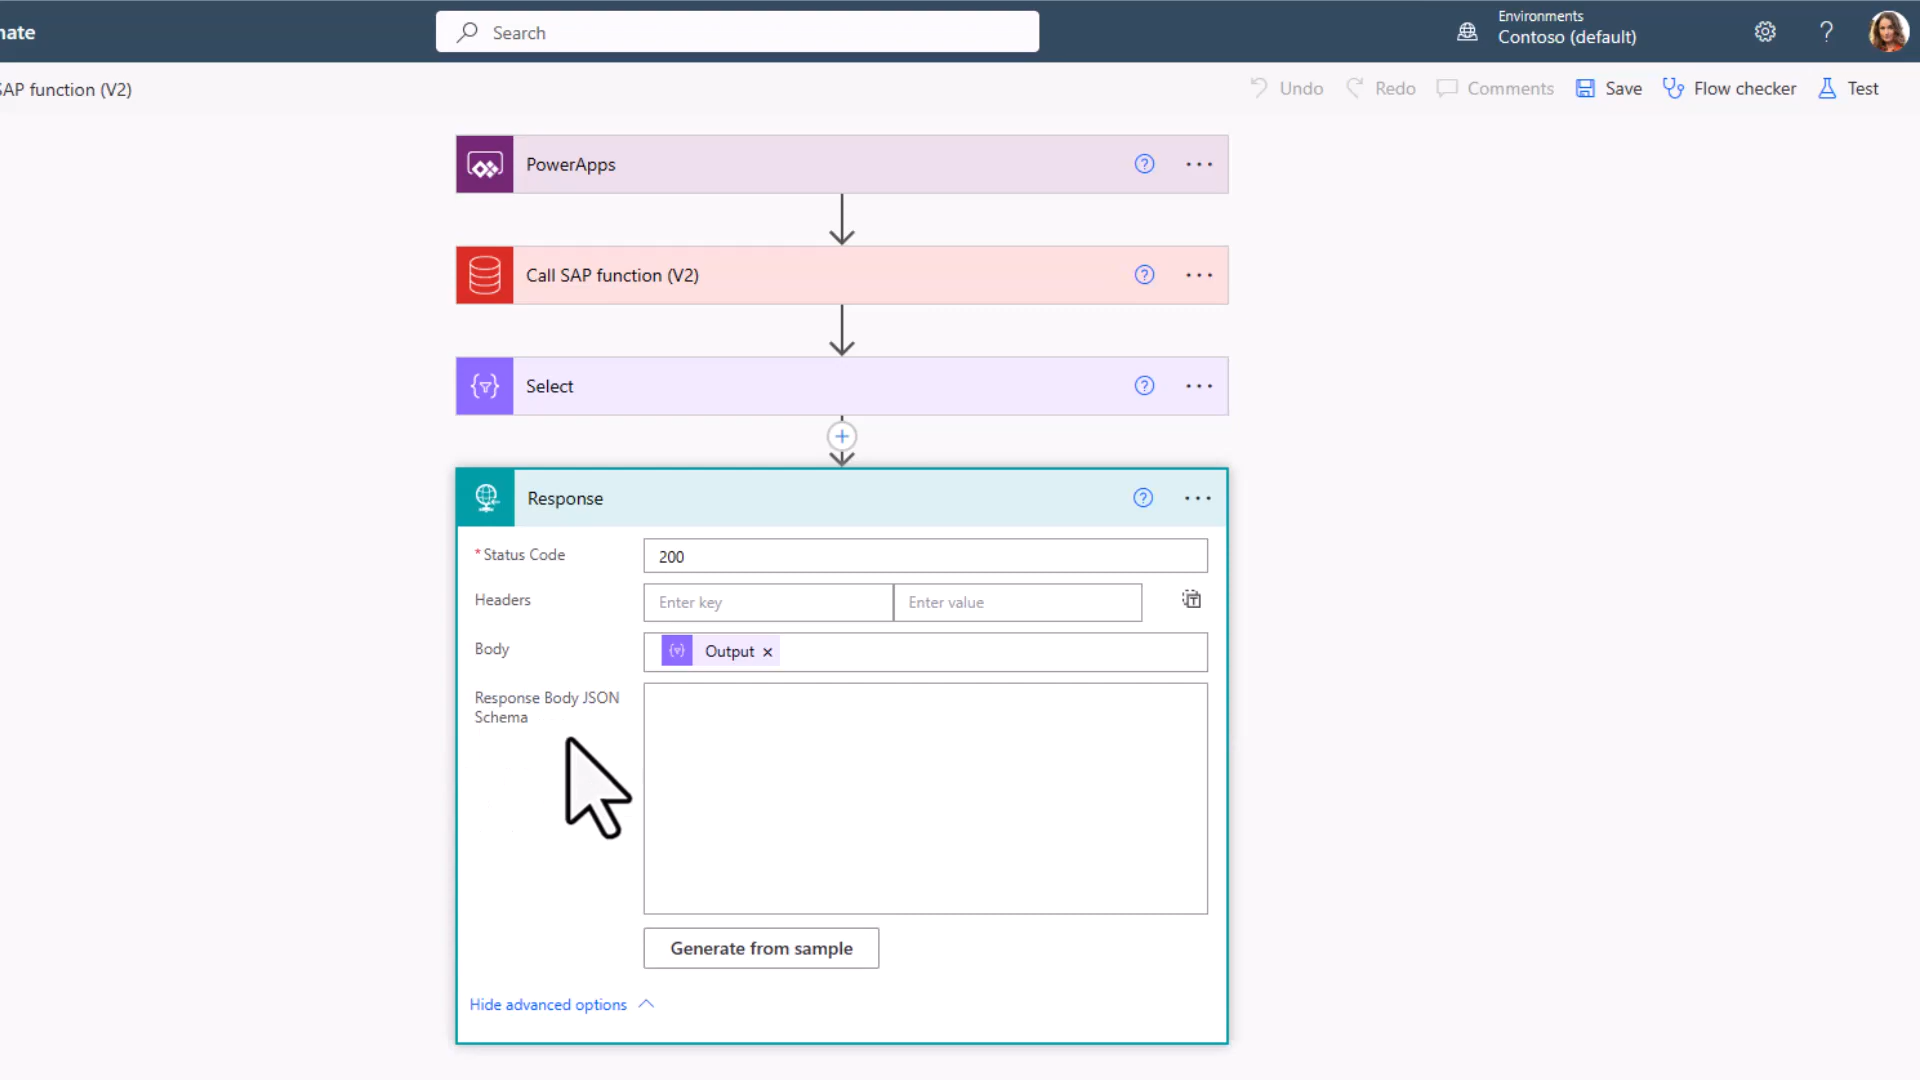 nate
Search
Environments
Contoso (default)
?
SAP function (V2)
Undo
Redo
Comments
Save
Flow checker
Test
PowerApps
?
...
Call SAP function (V2)
?
...
Select
?
...
Response
?
...
* Status Code
200
Headers
Enter key
Enter value
Body
Output
Response Body JSON
Schema
Generate from sample
Hide advanced options